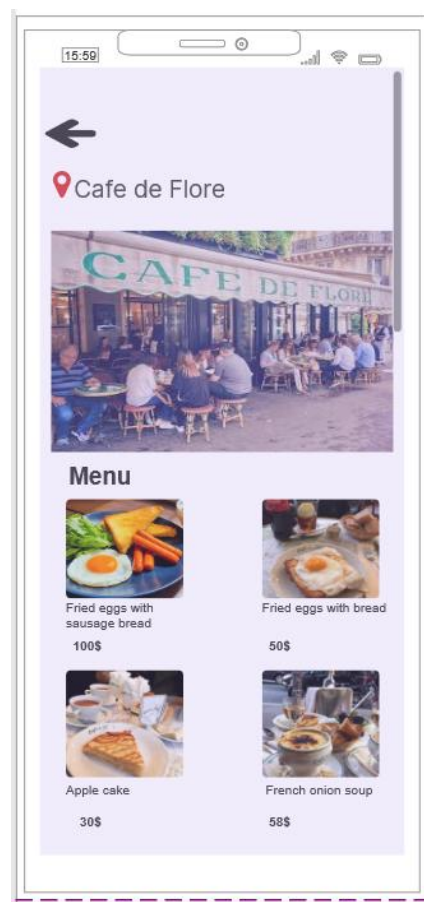 15:59
Cafe de Flore
CAFE DE FLORE
Menu
Fried eggs with
sausage bread
100$
Fried eggs with bread
50$
Apple cake
30$
French onion soup
58$